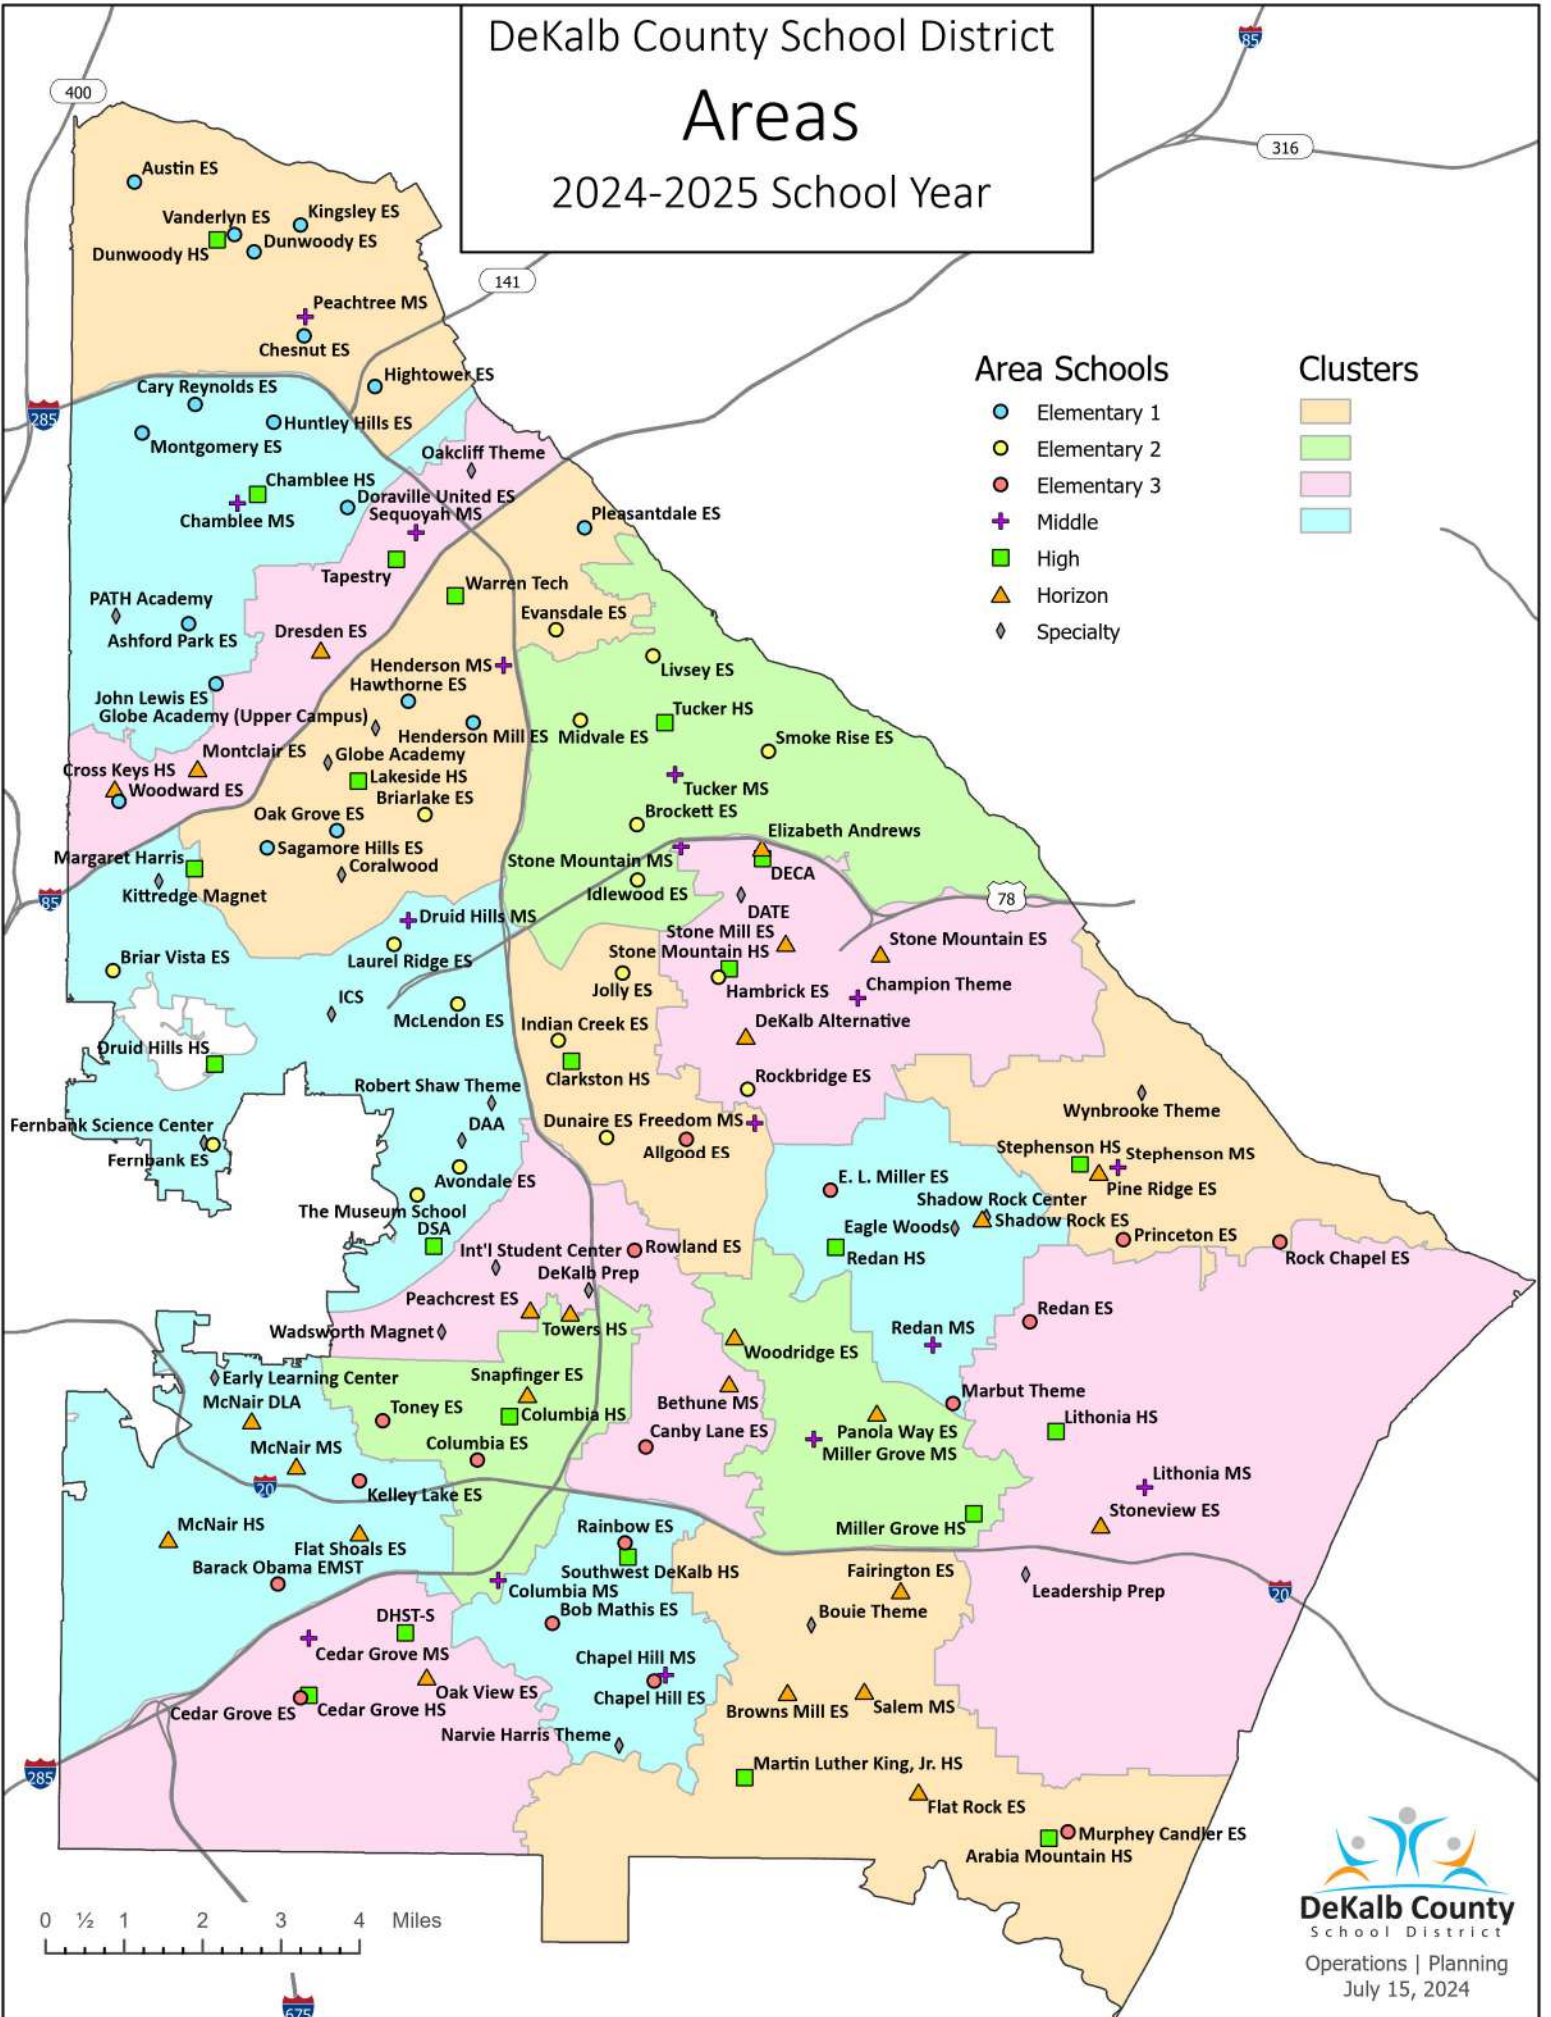 DeKalb County School District
Areas
2024-2025 School Year
85
400
316
141
Austin ES
Kingsley ES
Vanderlyn ES
Dunwoody ES
Dunwoody HS
Peachtree MS
Chesnut ES
Hightower ES
Cary Reynolds ES
285
Huntley Hills ES
Montgomery ES
Oakcliff Theme
Chamble HS
Doraville United ES
Chamblee MS
Sequoyah MS
Pleasantdale ES
Tapestry
Warren Tech
PATH Academy
Evansdale ES
Ashford Park ES
Dresden ES
Henderson MS
Livsey ES
Hawthorne ES
John Lewis ES
Globe Academy (Upper Campus)
Tucker HS
Henderson Mill ES
Midvale ES
Smoke Rise ES
Montclair ES
Globe Academy
Cross Keys HS
Lakeside HS
Woodward ES
Tucker MS
Briarlake ES
Oak Grove ES
Brockett ES
Elizabeth Andrews
Sagamore Hills ES
Margaret Harris
Stone Mountain MS
Coralwood
DECA
Kittredge Magnet
Idlewood ES
85
78
DATE
Druid Hills MS
Stone Mill ES
Stone Mountain ES
Stone Mountain HS
Briar Vista ES
Laurel Ridge ES
Jolly ES
Hambrick ES
Champion Theme
ICS
McLendon ES
Indian Creek ES
DeKalb Alternative
Druid Hills HS
Clarkston HS
Rockbridge ES
Robert Shaw Theme
Wynbrooke Theme
Fernbank Science Center
DAA
Dunaire ES
Freedom MS
Fernbank ES
Allgood ES
Stephenson HS
Stephenson MS
Avondale ES
E. L. Miller ES
Pine Ridge ES
The Museum School
Shadow Rock Center
DSA
Eagle Woods
Shadow Rock ES
Int'l Student Center
Rowland ES
Redan HS
Princeton ES
Rock Chapel ES
DeKalb Prep
Peachcrest ES
Redan ES
Wadsworth Magnet
Towers HS
Redan MS
Woodridge ES
Early Learning Center
Snapfinger ES
McNair DLA
Toney ES
Columbia HS
Bethune MS
Marbut Theme
Lithonia HS
McNair MS
Columbia ES
Canby Lane ES
Panola Way ES
Miller Grove MS
20
Kelley Lake ES
Lithonia MS
McNair HS
Flat Shoals ES
Rainbow ES
Miller Grove HS
Stoneview ES
Barack Obama EMST
Southwest DeKalb HS
Fairington ES
Columbia MS
Leadership Prep
20
DHST-S
Bob Mathis ES
Bouie Theme
Cedar Grove MS
Chapel Hill MS
Oak View ES
Chapel Hill ES
Cedar Grove ES
Cedar Grove HS
Browns Mill ES
Salem MS
Narvie Harris Theme
285
Martin Luther King, Jr. HS
Flat Rock ES
Murphey Candler ES
Arabia Mountain HS
Area Schools
Elementary 1
Elementary 2
Elementary 3
Middle
High
Horizon
Specialty
Clusters
0 ½ 1 2 3 4 Miles
675
DeKalb County
School District
Operations | Planning
July 15, 2024